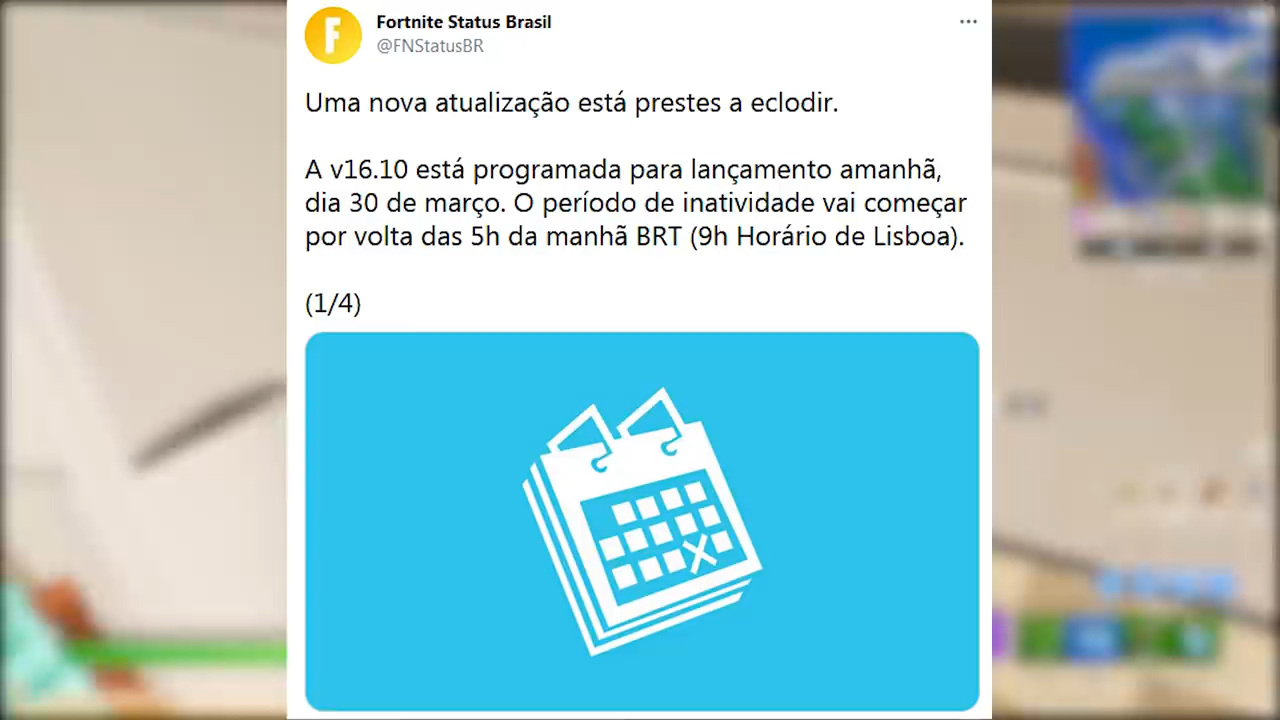 Fortnite Status Brasil
@FNStatusBR
Uma nova atualização está prestes a eclodir.
A v16.10 está programada para lançamento amanhã,
dia 30 de março. O período de inatividade vai começar
por volta das 5h da manhã BRT (9h Horário de Lisboa).
(1/4)